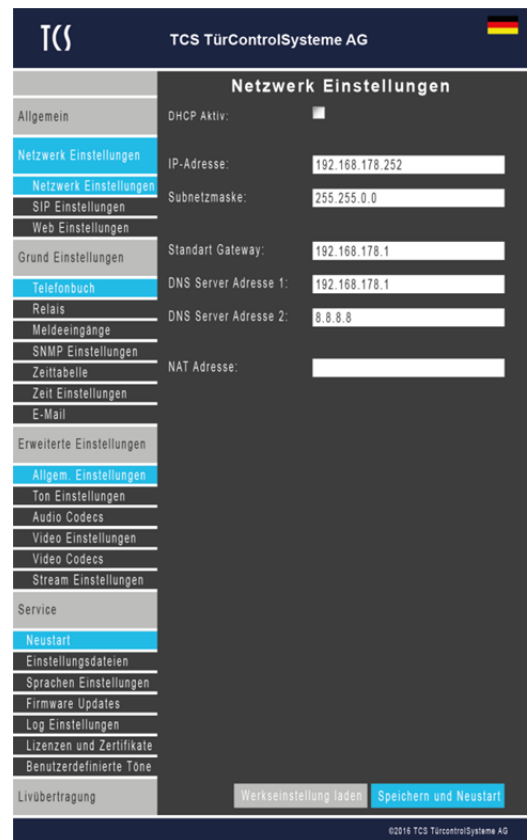 TCS
TCS TürControlSysteme AG
Netzwerk Einstellungen
Allgemein
Netzwerk Einstellungen
Netzwerk Einstellungen
SIP Einstellungen
Web Einstellungen
Grund Einstellungen
Telefonbuch
Relais
Meldeeingänge
SNMP Einstellungen
Zeittabelle
Zeit Einstellungen
E-Mail
Erweiterte Einstellungen
Allgem. Einstellungen
Ton Einstellungen
Audio Codecs
Video Einstellungen
Video Codecs
Stream Einstellungen
Service
Neustart
Einstellungsdateien
Sprachen Einstellungen
Firmware Updates
Log Einstellungen
Lizenzen und Zertifikate
Benutzerdefinierte Töne
Livübertragung
DHCP Aktiv:
IP-Adresse: 192.168.178.252
Subnetzmaske: 255.255.0.0
Standart Gateway: 192.168.178.1
DNS Server Adresse 1: 192.168.178.1
DNS Server Adresse 2: 8.8.8.8
NAT Adresse:
Werkseinstellung laden Speichern und Neustart
©2016 TCS TürcontrolSysteme AG